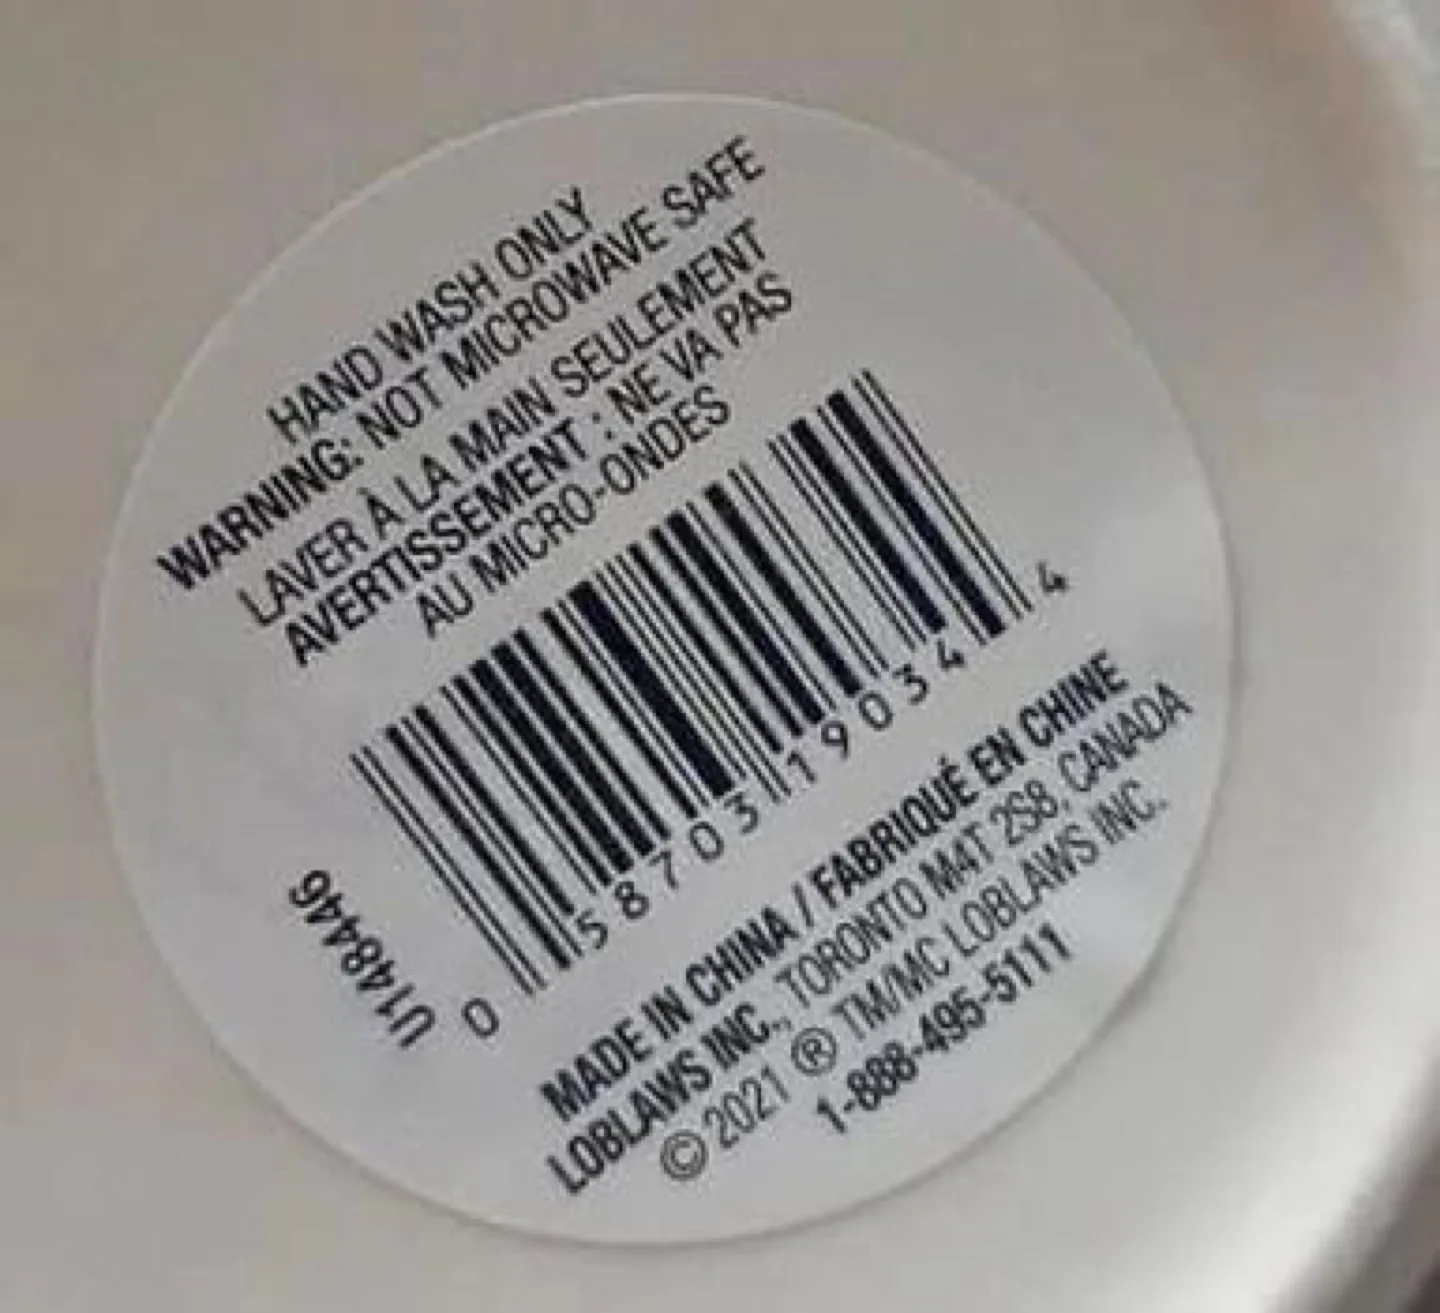 HAND WASH ONLY
WARNING: NOT MICROWAVE SAFE
LAVER À LA MAIN SEULEMENT
AVERTISSEMENT : NE VA PAS
AU MICRO-ONDES
U148446
0 58703 19034 4
MADE IN CHINA / FABRIQUÉ EN CHINE
LOBLAWS INC., TORONTO M4T 2S8, CANADA
© 2021 ® TM/MC LOBLAWS INC.
1-888-495-5111